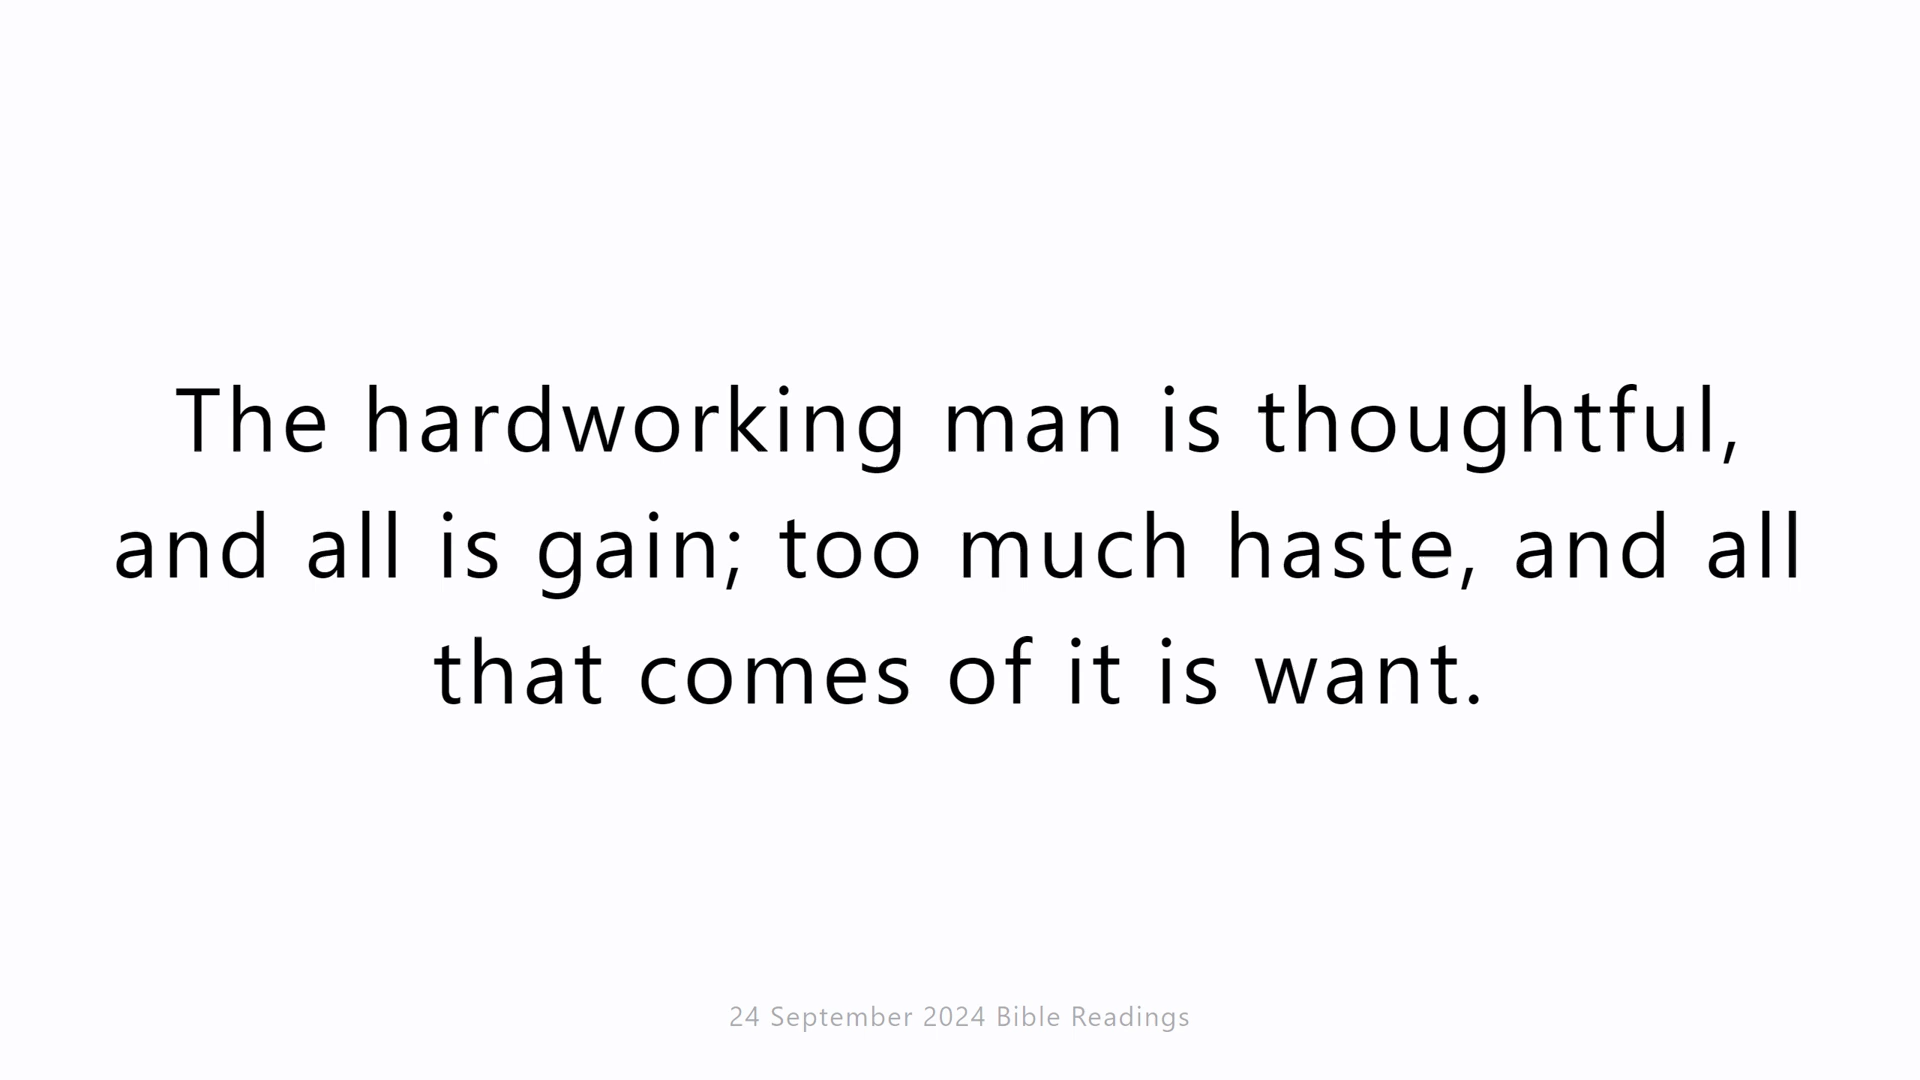 The hardworking man is thoughtful,
and all is gain; too much haste, and all
that comes of it is want.
24 September 2024 Bible Readings